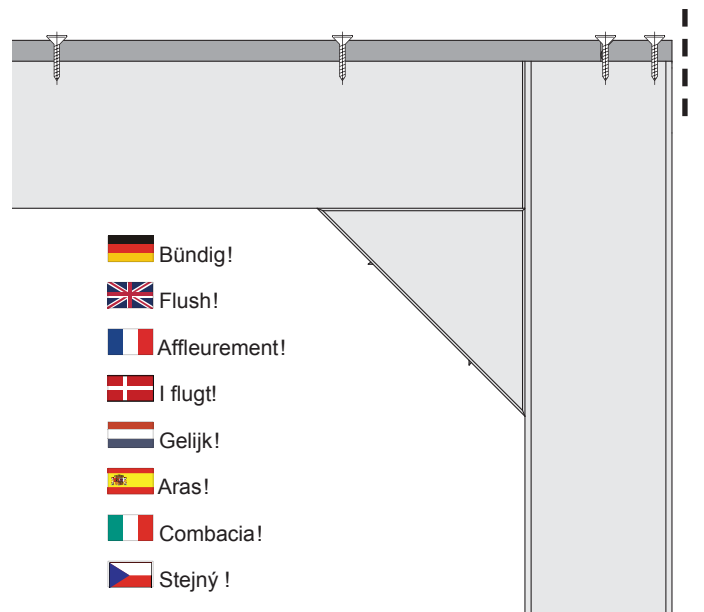 Bündig!
Flush!
Affleurement!
I flugt!
Gelijk!
Aras!
Combacia!
Stejný !